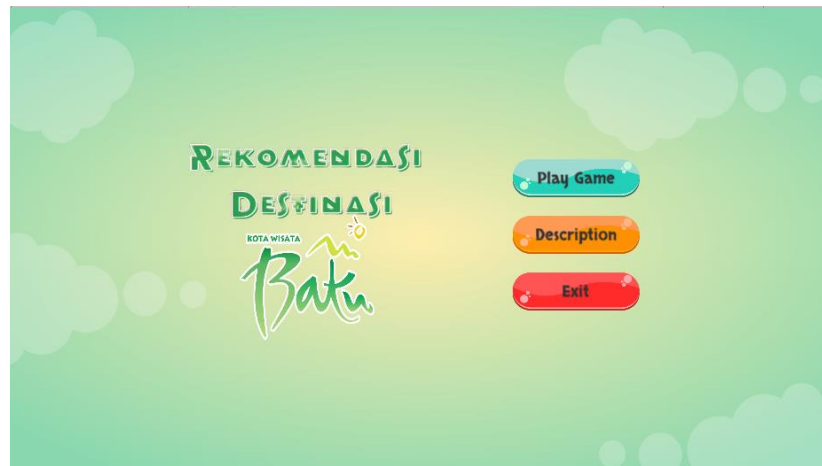 REKOMENDASI
DESTINASI
KOTA WISATA
Batu
Play Game
Description
Exit